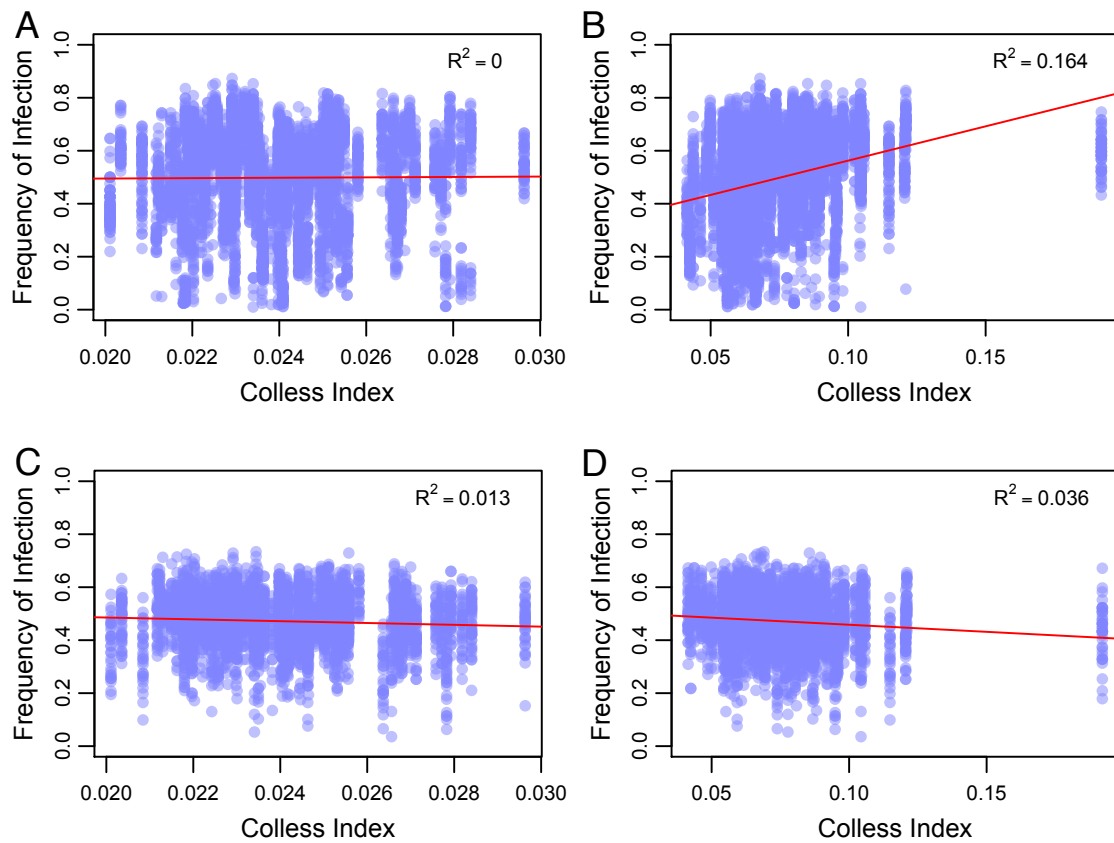 A
R² = 0
Frequency of Infection
0.0 0.2 0.4 0.6 0.8 1.0
0.020 0.022 0.024 0.026 0.028 0.030
Colless Index
B
R² = 0.164
Frequency of Infection
0.0 0.2 0.4 0.6 0.8 1.0
0.05 0.10 0.15
Colless Index
C
R² = 0.013
Frequency of Infection
0.0 0.2 0.4 0.6 0.8 1.0
0.020 0.022 0.024 0.026 0.028 0.030
Colless Index
D
R² = 0.036
Frequency of Infection
0.0 0.2 0.4 0.6 0.8 1.0
0.05 0.10 0.15
Colless Index